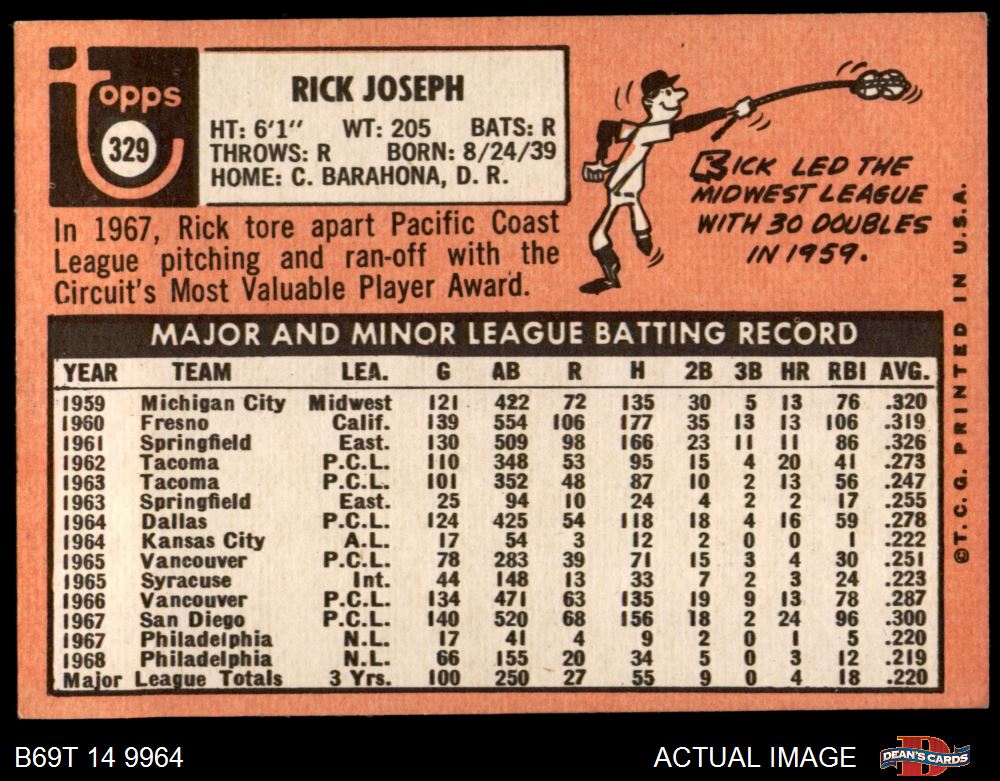 Topps
329
RICK JOSEPH
HT: 6'1" WT: 205 BATS: R
THROWS: R BORN: 8/24/39
HOME: C. BARAHONA, D. R.
In 1967, Rick tore apart Pacific Coast
League pitching and ran-off with the
Circuit's Most Valuable Player Award.
RICK LED THE
MIDWEST LEAGUE
WITH 30 DOUBLES
IN 1959.
MAJOR AND MINOR LEAGUE BATTING RECORD
YEAR TEAM LEA. G AB R H 2B 3B HR RBI AVG.
1959 Michigan City Midwest 121 422 72 135 30 5 13 76 .320
1960 Fresno Calif. 139 554 106 177 35 13 13 106 .319
1961 Springfield East. 130 509 98 166 23 11 11 86 .326
1962 Tacoma P.C.L. 110 348 53 95 15 4 20 41 .273
1963 Tacoma P.C.L. 101 352 48 87 10 2 13 56 .247
1963 Springfield East. 25 94 10 24 4 2 2 17 .255
1964 Dallas P.C.L. 124 425 54 118 18 4 16 59 .278
1964 Kansas City A.L. 17 54 3 12 2 0 0 1 .222
1965 Vancouver P.C.L. 78 283 39 71 15 3 4 30 .251
1965 Syracuse Int. 44 148 13 33 7 2 3 24 .223
1966 Vancouver P.C.L. 134 471 63 135 19 9 13 78 .287
1967 San Diego P.C.L. 140 520 68 156 18 2 24 96 .300
1967 Philadelphia N.L. 17 41 4 9 2 0 1 5 .220
1968 Philadelphia N.L. 66 155 20 34 5 0 3 12 .219
Major League Totals 3 Yrs. 100 250 27 55 9 0 4 18 .220
©T.C.G. PRINTED IN U.S.A.
B69T 14 9964
ACTUAL IMAGE
DEAN'S CARDS